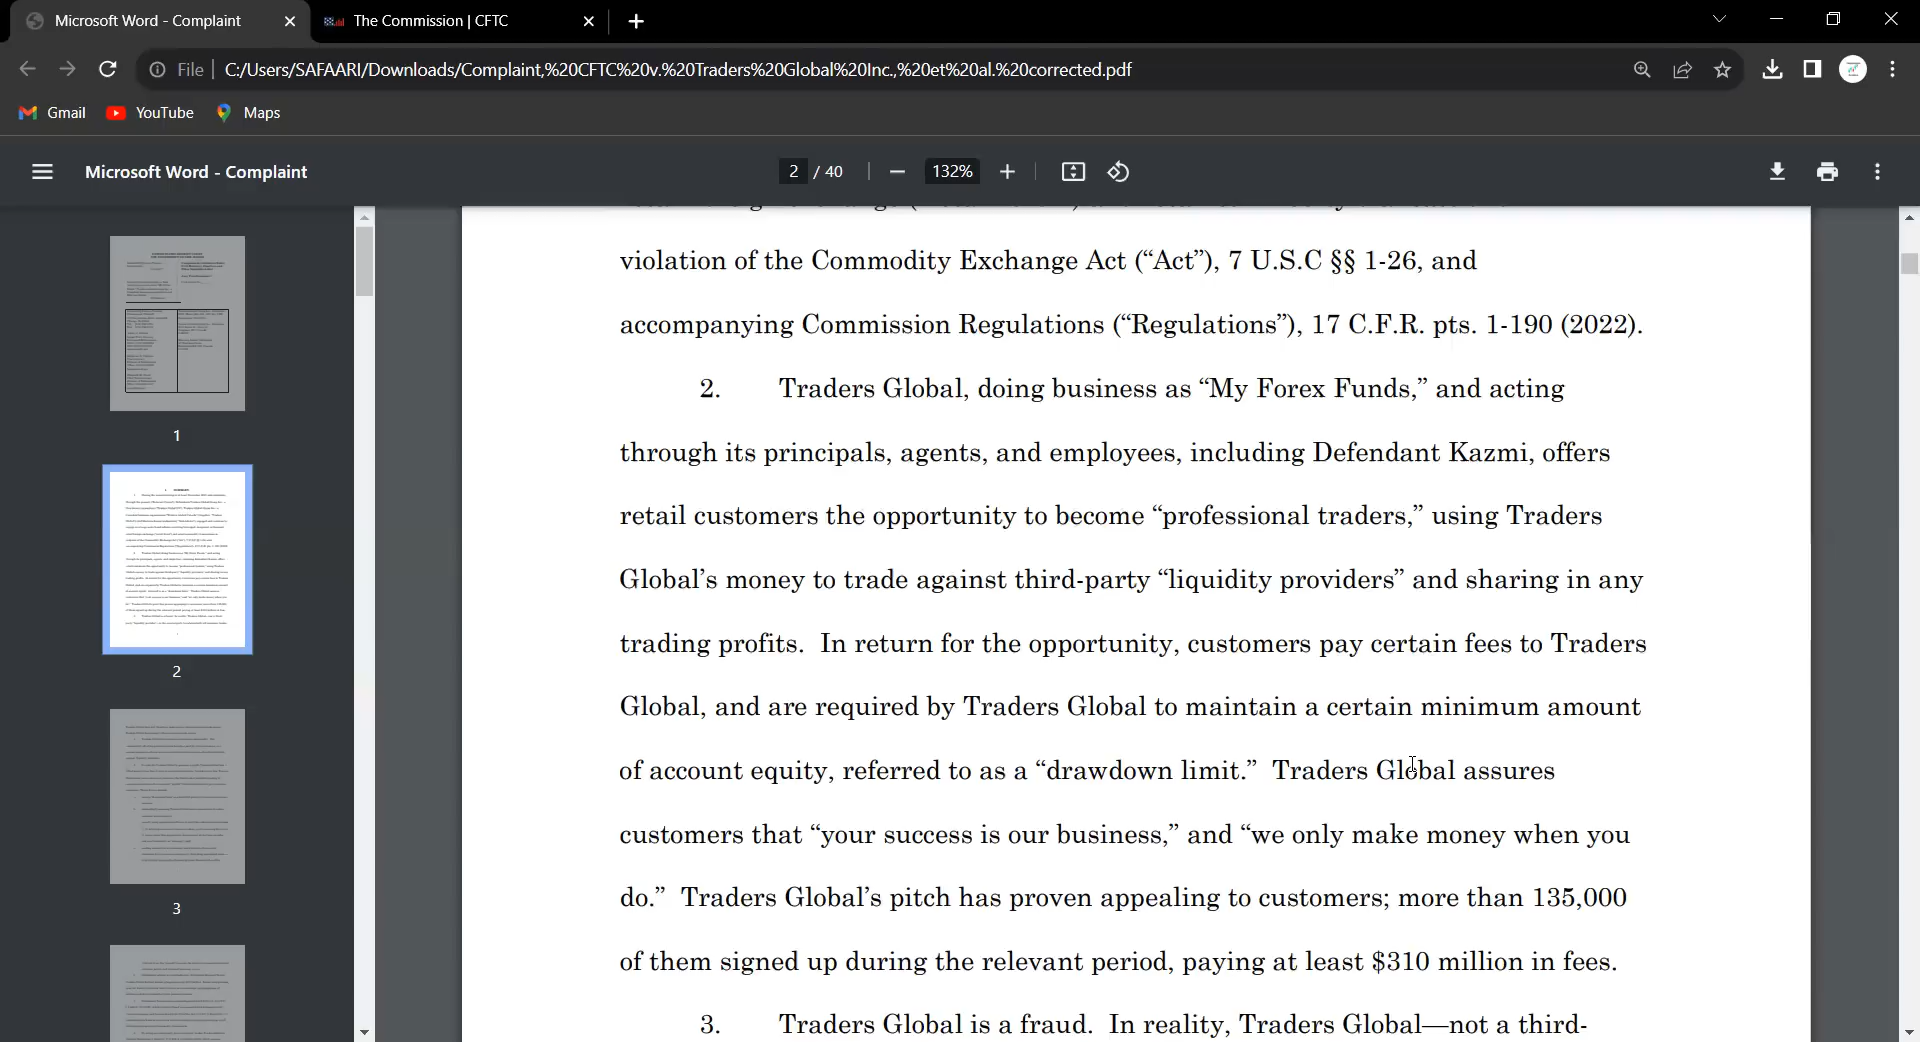 Microsoft Word - Complaint
The Commission | CFTC
File
C:/Users/SAFAARI/Downloads/Complaint,%20CFTC%20v.%20Traders%20Global%20Inc.,%20et%20al.%20corrected.pdf
Gmail
YouTube
Maps
Microsoft Word - Complaint
2 / 40
132%
1
2
3
violation of the Commodity Exchange Act (“Act”), 7 U.S.C §§ 1-26, and
accompanying Commission Regulations (“Regulations”), 17 C.F.R. pts. 1-190 (2022).
2. Traders Global, doing business as “My Forex Funds,” and acting
through its principals, agents, and employees, including Defendant Kazmi, offers
retail customers the opportunity to become “professional traders,” using Traders
Global’s money to trade against third-party “liquidity providers” and sharing in any
trading profits. In return for the opportunity, customers pay certain fees to Traders
Global, and are required by Traders Global to maintain a certain minimum amount
of account equity, referred to as a “drawdown limit.” Traders Global assures
customers that “your success is our business,” and “we only make money when you
do.” Traders Global’s pitch has proven appealing to customers; more than 135,000
of them signed up during the relevant period, paying at least $310 million in fees.
3. Traders Global is a fraud. In reality, Traders Global—not a third-